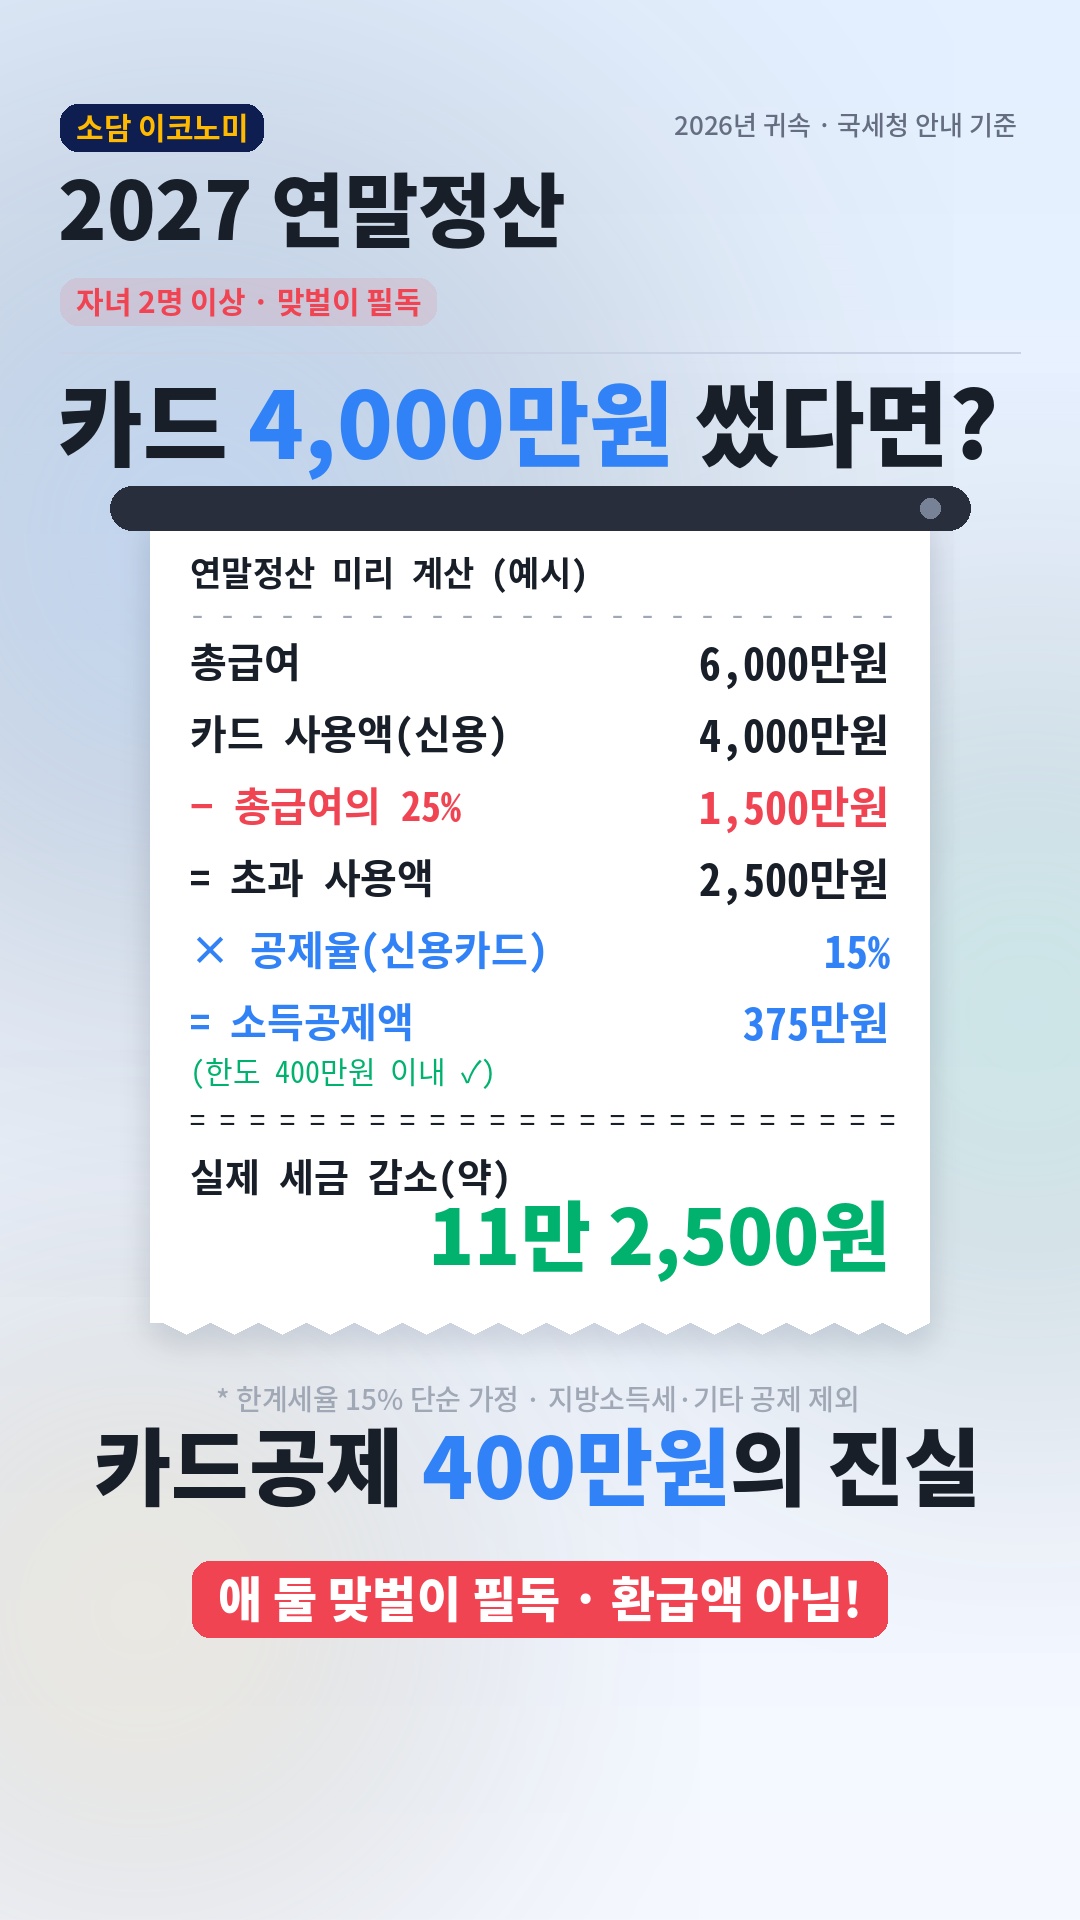 소담 이코노미
2026년 귀속 · 국세청 안내 기준
2027 연말정산
자녀 2명 이상 · 맞벌이 필독
카드 4,000만원 썼다면?
연말정산 미리 계산 (예시)
- - - - - - - - - - - - - - - - - - - - - - - -
총급여 6,000만원
카드 사용액(신용) 4,000만원
− 총급여의 25% 1,500만원
= 초과 사용액 2,500만원
× 공제율(신용카드) 15%
= 소득공제액 375만원
(한도 400만원 이내 ✓)
= = = = = = = = = = = = = = = = = = = = = = = =
실제 세금 감소(약)
11만 2,500원
* 한계세율 15% 단순 가정 · 지방소득세·기타 공제 제외
카드공제 400만원의 진실
애 둘 맞벌이 필독 · 환급액 아님!